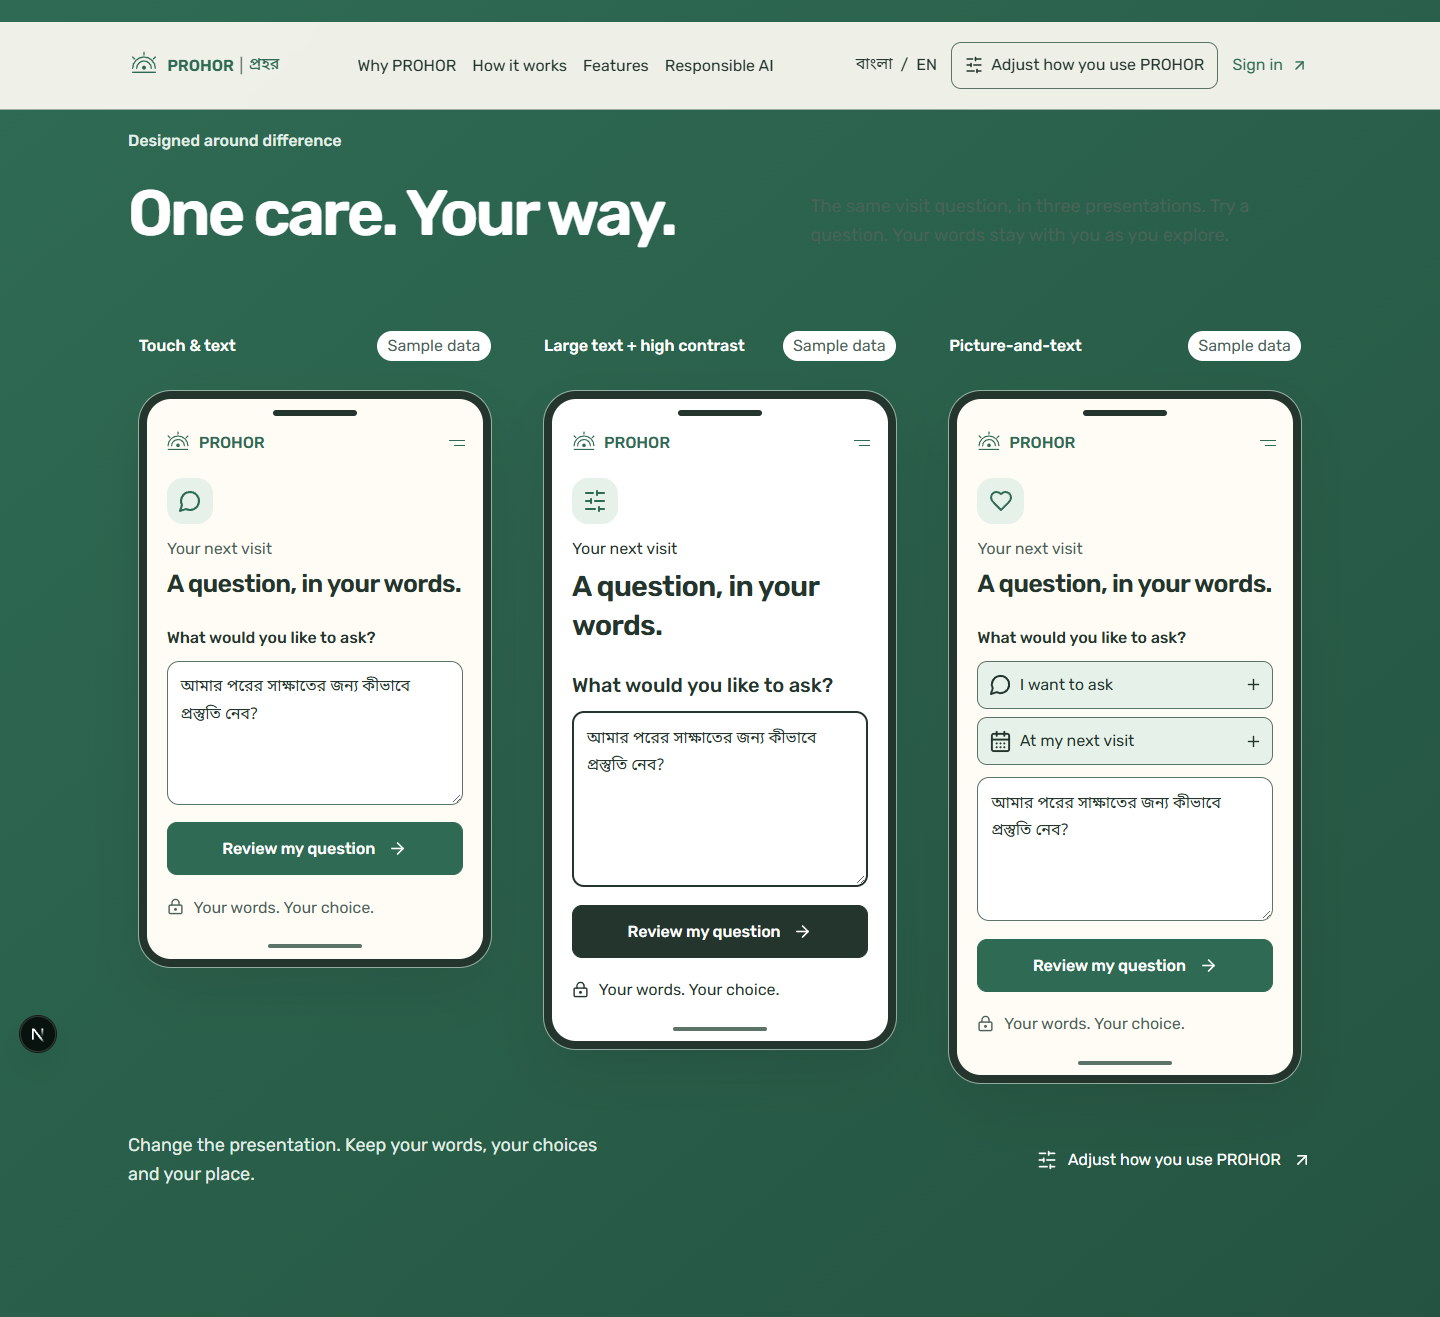 PROHOR | প্রহর
Why PROHOR How it works Features Responsible AI
বাংলা / EN
Adjust how you use PROHOR
Sign in
Designed around difference
One care. Your way.
The same visit question, in three presentations. Try a
question. Your words stay with you as you explore.
Touch & text
Sample data
PROHOR
Your next visit
A question, in your words.
What would you like to ask?
আমার পরের সাক্ষাতের জন্য কীভাবে
প্রস্তুতি নেব?
Review my question
Your words. Your choice.
Large text + high contrast
Sample data
PROHOR
Your next visit
A question, in your
words.
What would you like to ask?
আমার পরের সাক্ষাতের জন্য কীভাবে
প্রস্তুতি নেব?
Review my question
Your words. Your choice.
Picture-and-text
Sample data
PROHOR
Your next visit
A question, in your words.
What would you like to ask?
I want to ask
At my next visit
আমার পরের সাক্ষাতের জন্য কীভাবে
প্রস্তুতি নেব?
Review my question
Your words. Your choice.
N
Change the presentation. Keep your words, your choices
and your place.
Adjust how you use PROHOR